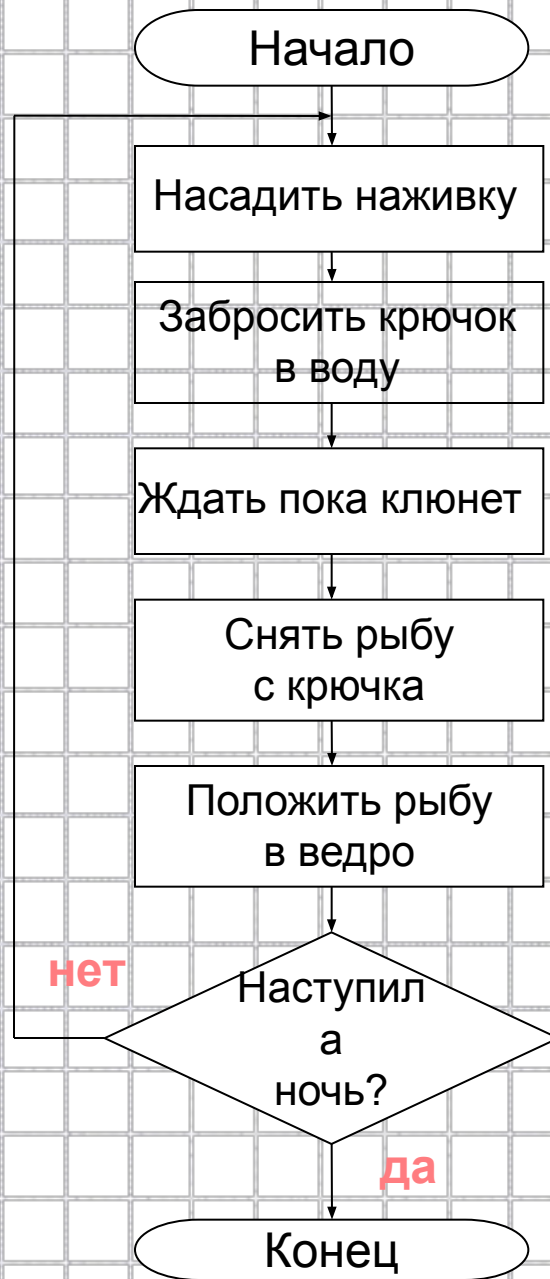 Начало
Насадить наживку
Забросить крючок
в воду
Ждать пока клюнет
Снять рыбу
с крючка
Положить рыбу
в ведро
нет
Наступил
а
ночь?
да
Конец